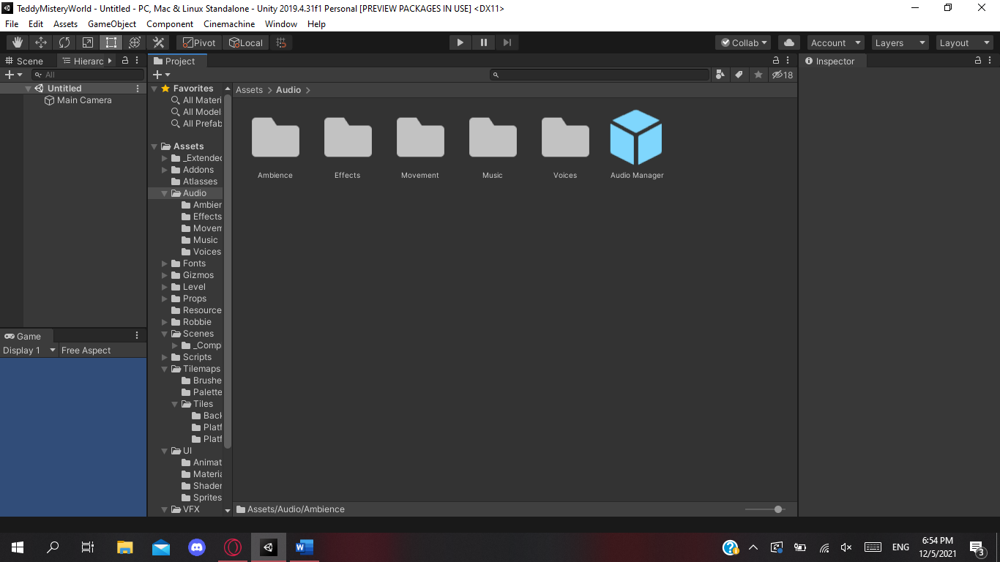 TeddyMisteryWorld - Untitled - PC, Mac & Linux Standalone - Unity 2019.4.31f1 Personal [PREVIEW PACKAGES IN USE] <DX11>
File Edit Assets GameObject Component Cinemachine Window Help
Pivot Local Collab Account Layers Layout
Scene Hierarc
All
Untitled
Main Camera
Game
Display 1 Free Aspect
Project
18
Favorites
All Materi
All Model
All Prefab
Assets
_Extended
Addons
Atlasses
Audio
Ambien
Effects
Movem
Music
Voices
Fonts
Gizmos
Level
Props
Resource
Robbie
Scenes
_Comp
Scripts
Tilemaps
Brushe
Palette
Tiles
Back
Platf
Platf
UI
Animat
Materia
Shader
Sprites
VFX
Assets > Audio >
Ambience Effects Movement Music Voices Audio Manager
Assets/Audio/Ambience
Inspector
ENG
6:54 PM
12/5/2021
3